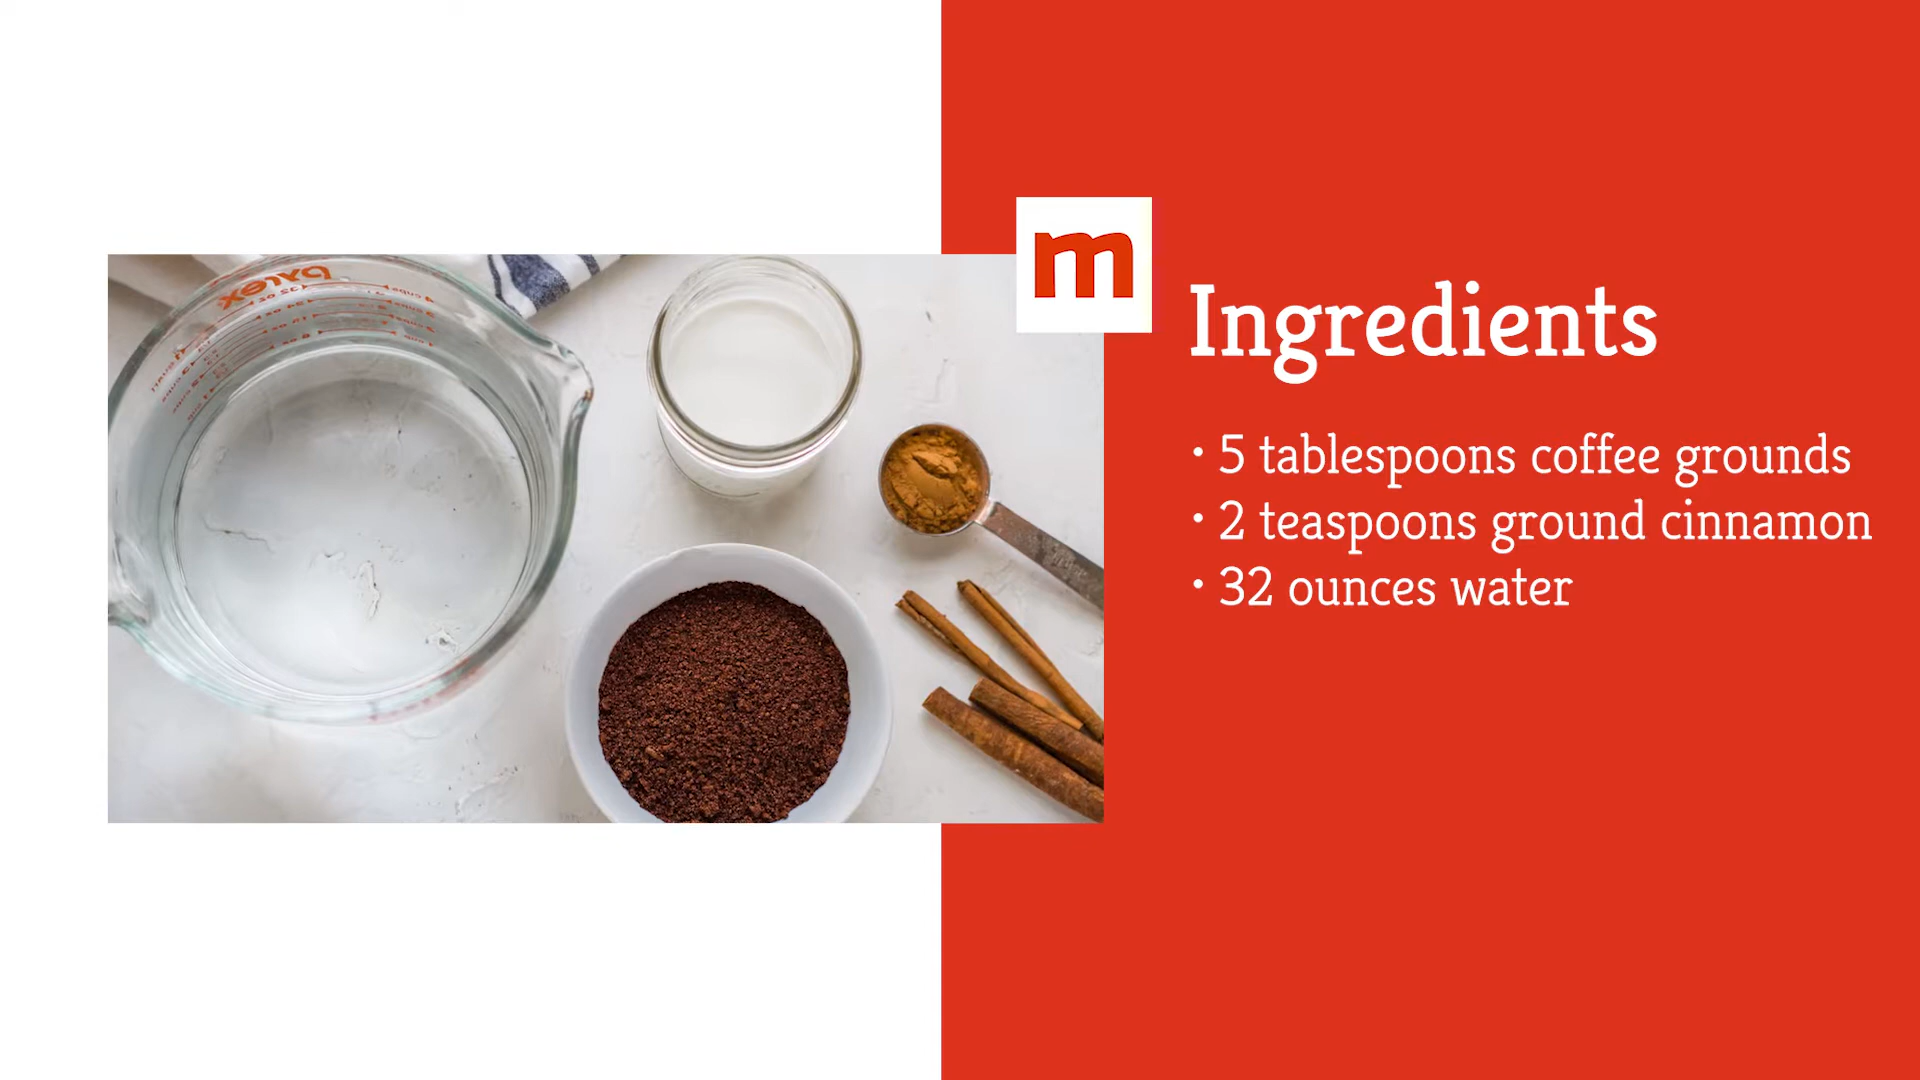 pyrex
m
Ingredients
• 5 tablespoons coffee grounds
• 2 teaspoons ground cinnamon
• 32 ounces water